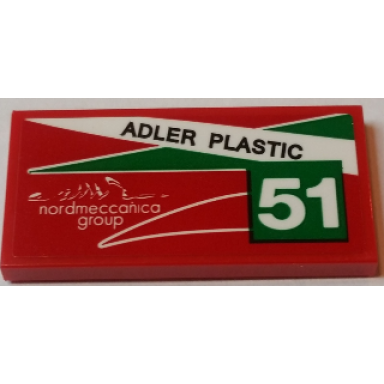 ADLER PLASTIC
51
nordmeccanica
group